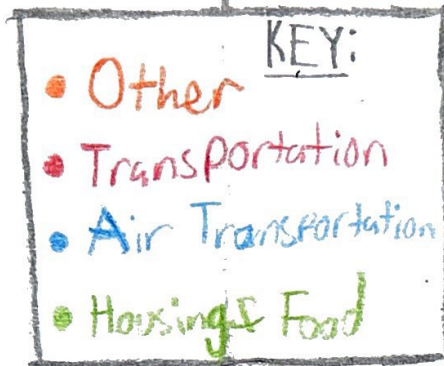 KEY:
Other
Transportation
Air Transportation
Housing & Food